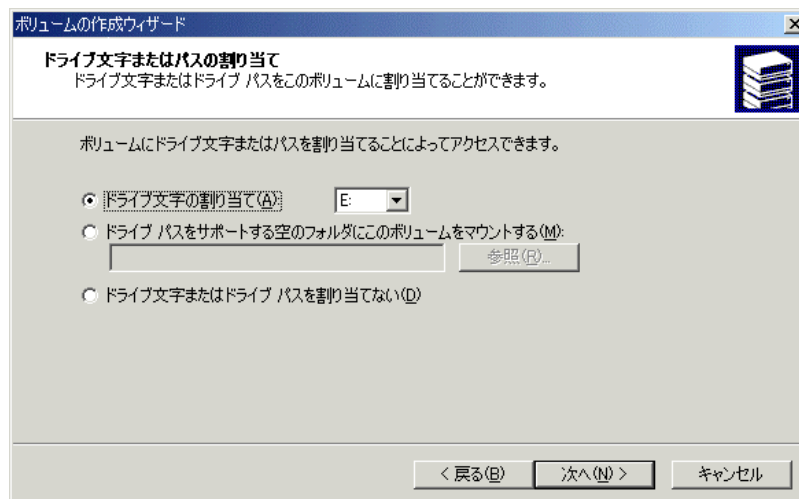 ボリュームの作成ウィザード
ドライブ文字またはパスの割り当て
ドライブ文字またはドライブ パスをこのボリュームに割り当てることができます。
ボリュームにドライブ文字またはパスを割り当てることによってアクセスできます。
ドライブ文字の割り当て(A): E:
ドライブ パスをサポートする空のフォルダにこのボリュームをマウントする(M):
参照(R)...
ドライブ文字またはドライブ パスを割り当てない(D)
< 戻る(B) 次へ(N) > キャンセル